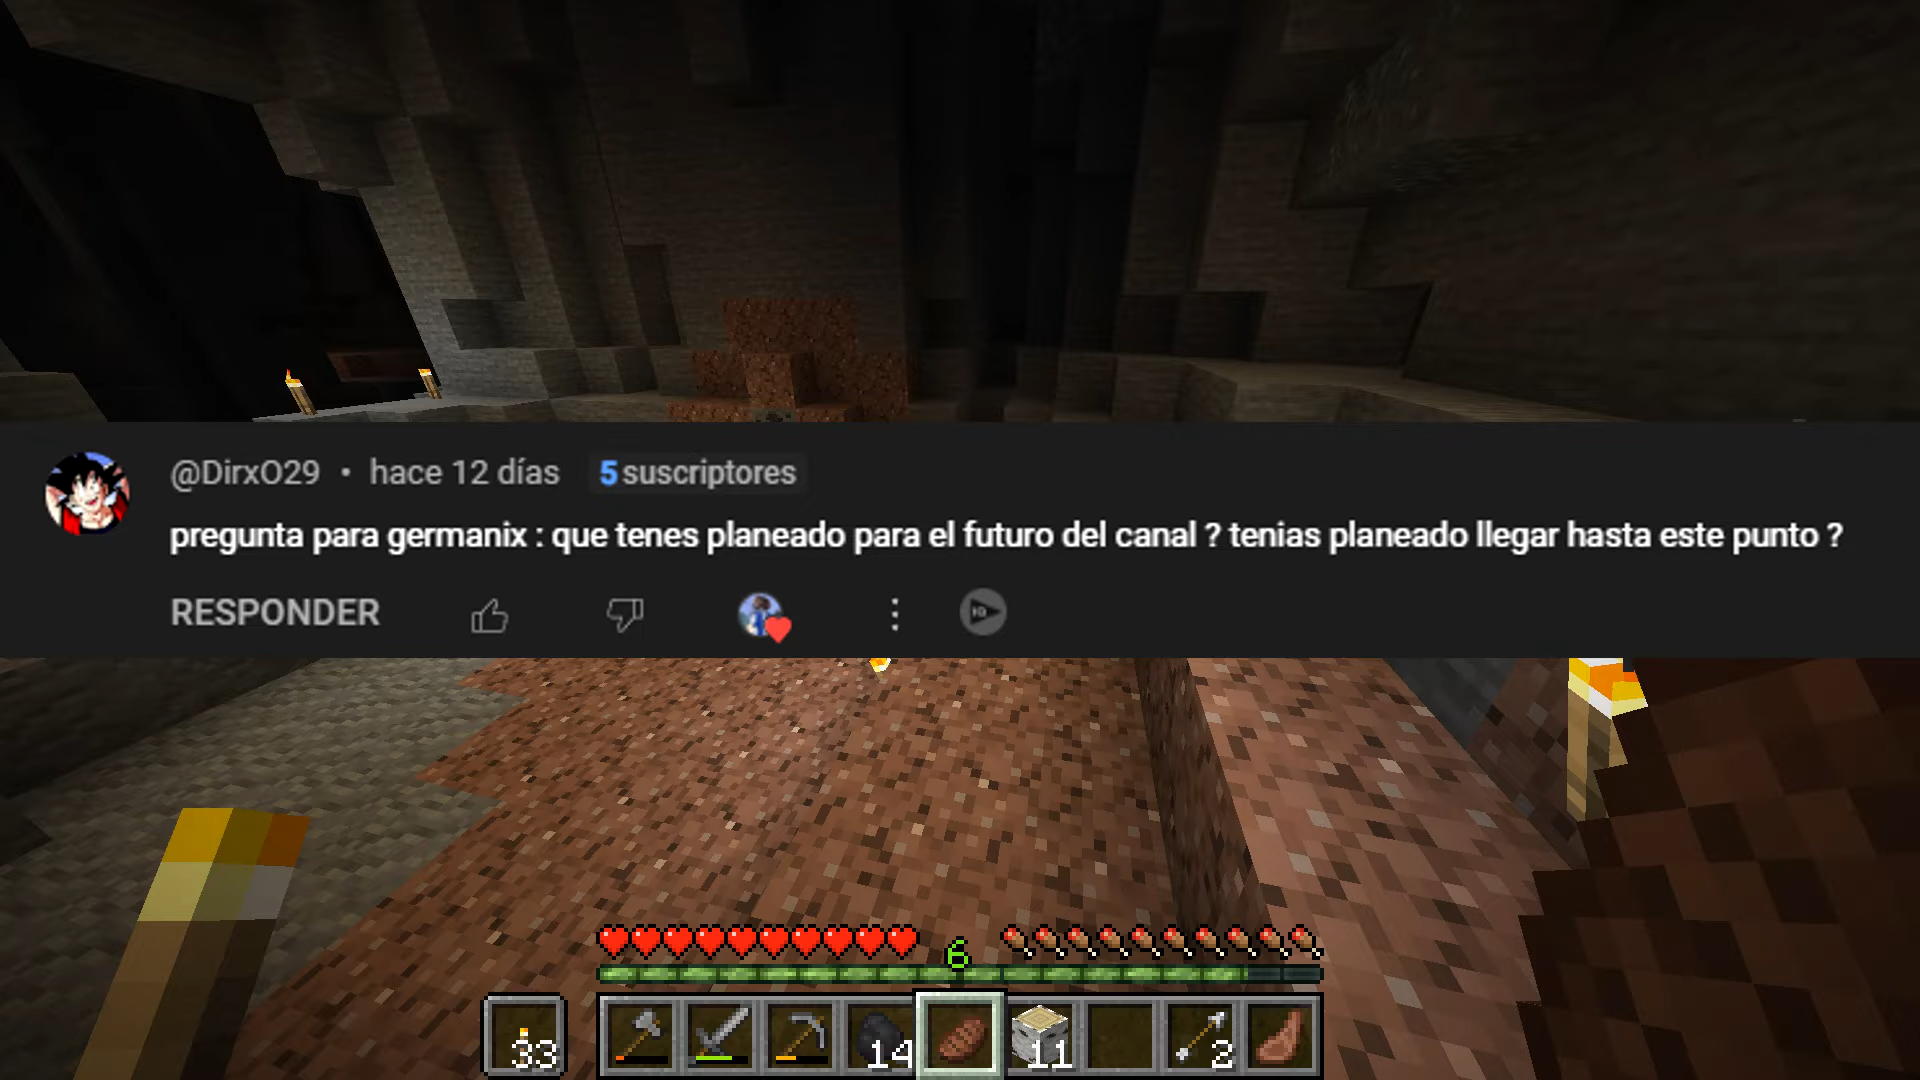 @DirxO29 • hace 12 días 5 suscriptores
pregunta para germanix : que tenes planeado para el futuro del canal ? tenias planeado llegar hasta este punto ?
RESPONDER
6
33 14 11 2